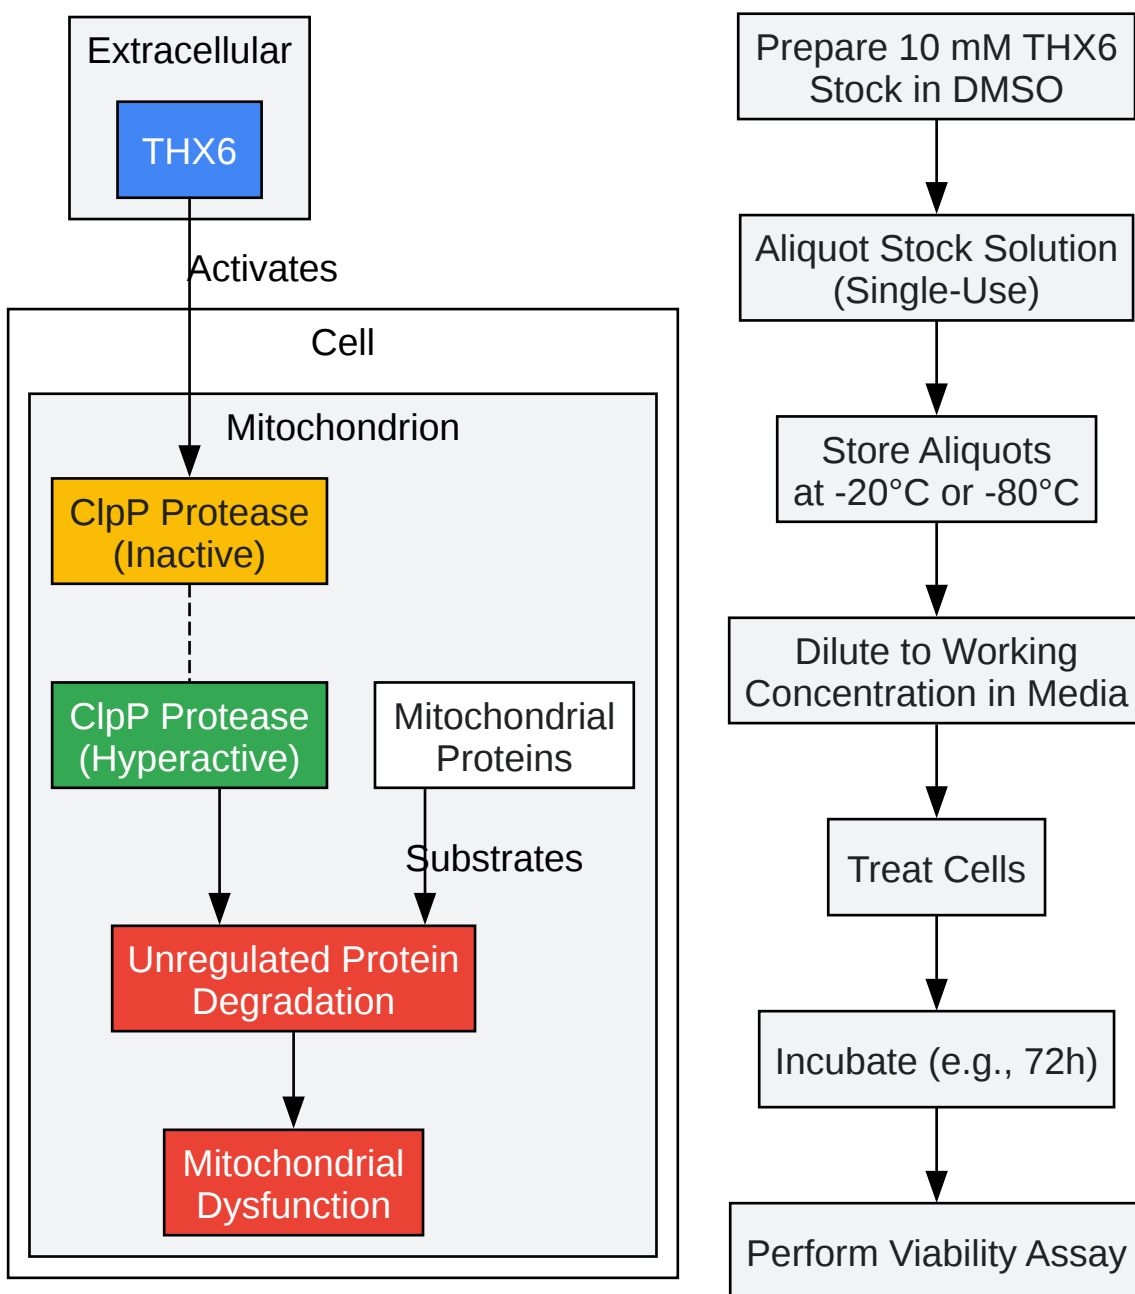 Extracellular
THX6
Activates
Cell
Mitochondrion
ClpP Protease
(Inactive)
ClpP Protease
(Hyperactive)
Mitochondrial
Proteins
Substrates
Unregulated Protein
Degradation
Mitochondrial
Dysfunction
Prepare 10 mM THX6
Stock in DMSO
Aliquot Stock Solution
(Single-Use)
Store Aliquots
at -20°C or -80°C
Dilute to Working
Concentration in Media
Treat Cells
Incubate (e.g., 72h)
Perform Viability Assay